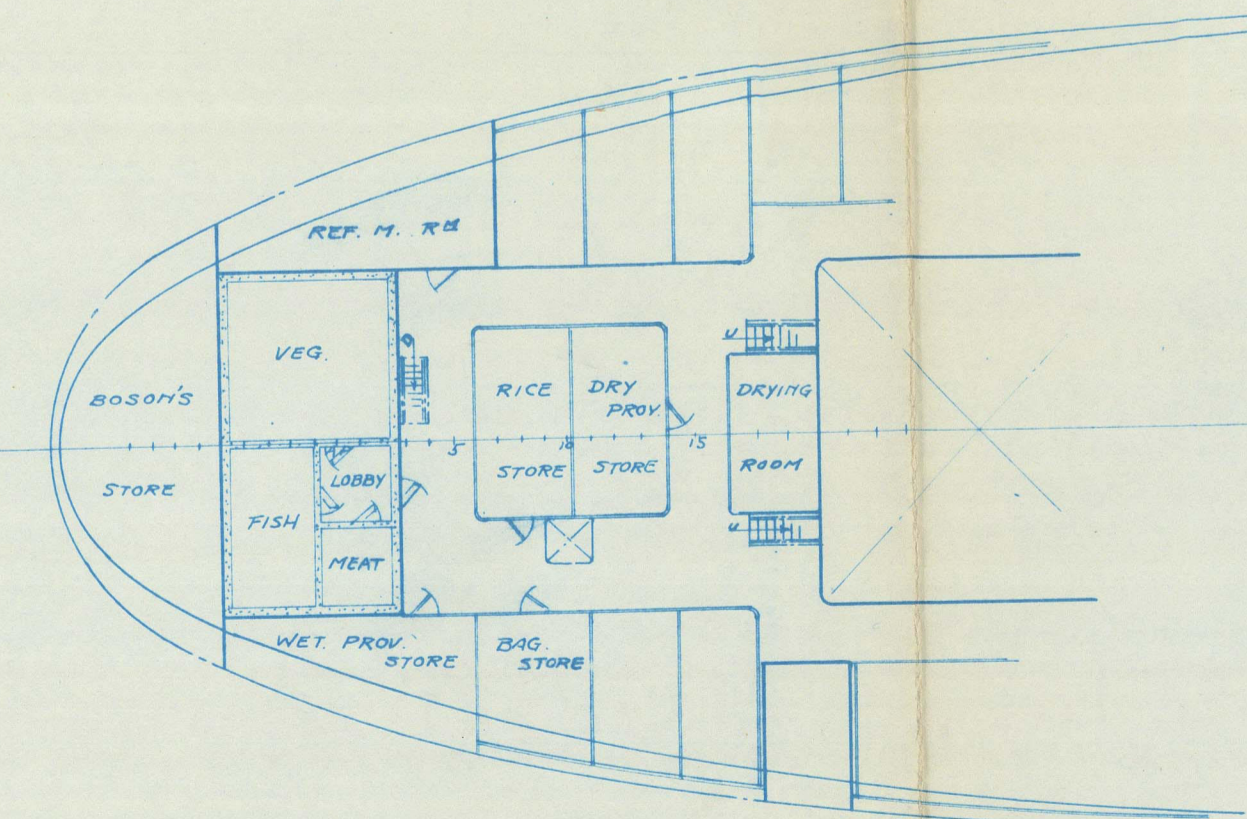 REF. M. RM
VEG.
D
U
BOSON'S
STORE
RICE
STORE
DRY
PROV.
STORE
DRYING
ROOM
5
10
15
LOBBY
FISH
MEAT
U
WET. PROV.
STORE
BAG.
STORE